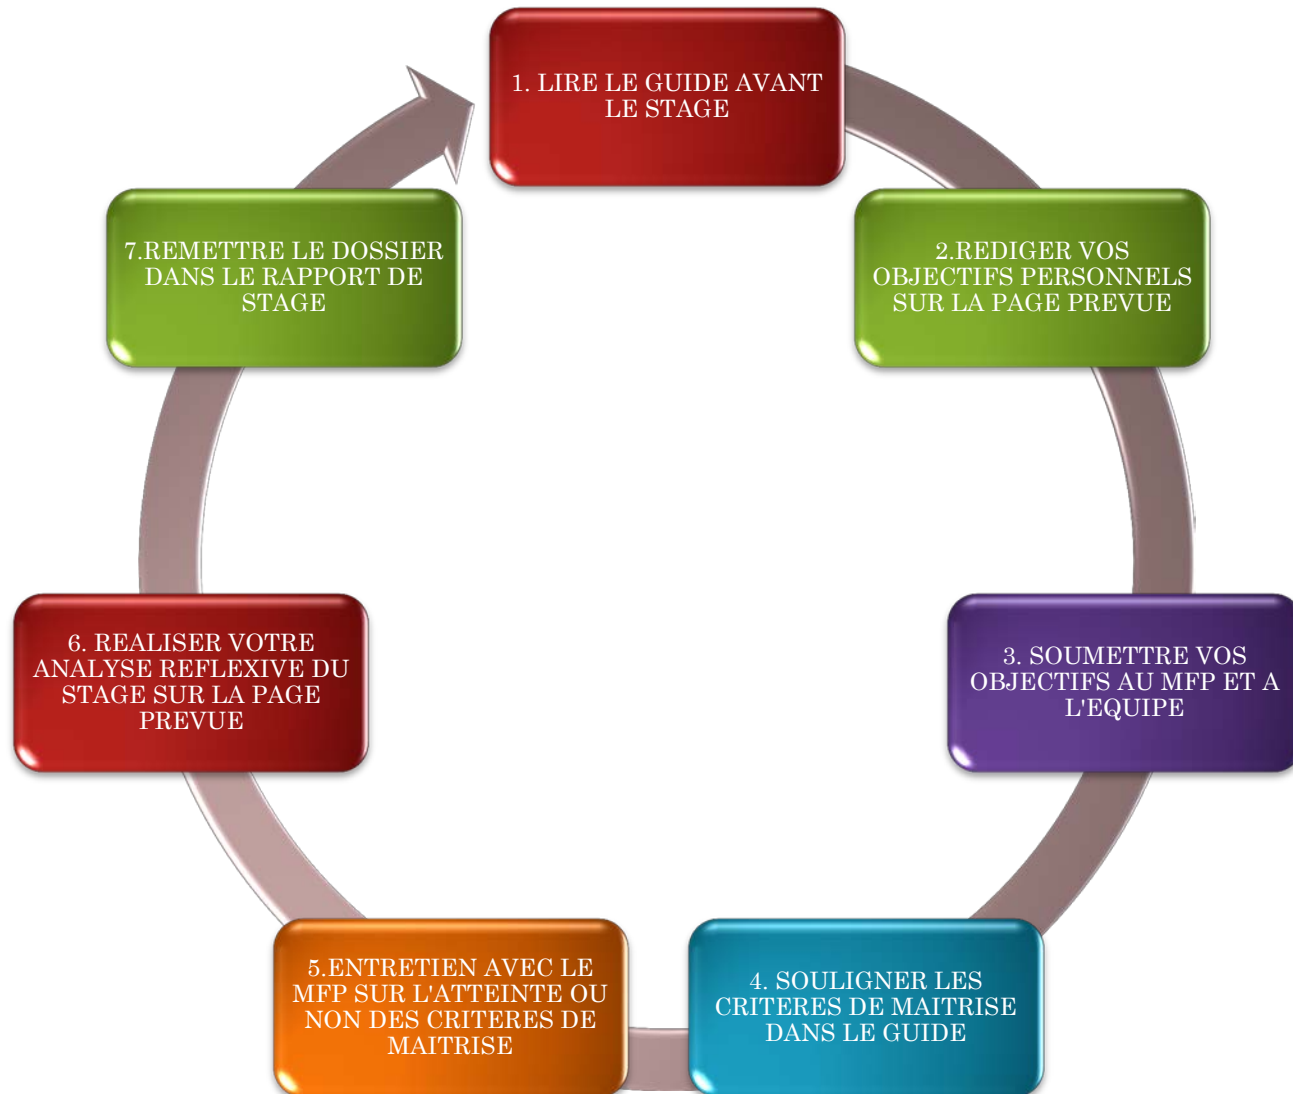 1. LIRE LE GUIDE AVANT
LE STAGE
2.REDIGER VOS
OBJECTIFS PERSONNELS
SUR LA PAGE PREVUE
3. SOUMETTRE VOS
OBJECTIFS AU MFP ET A
L'EQUIPE
4. SOULIGNER LES
CRITERES DE MAITRISE
DANS LE GUIDE
5.ENTRETIEN AVEC LE
MFP SUR L'ATTEINTE OU
NON DES CRITERES DE
MAITRISE
6. REALISER VOTRE
ANALYSE REFLEXIVE DU
STAGE SUR LA PAGE
PREVUE
7.REMETTRE LE DOSSIER
DANS LE RAPPORT DE
STAGE